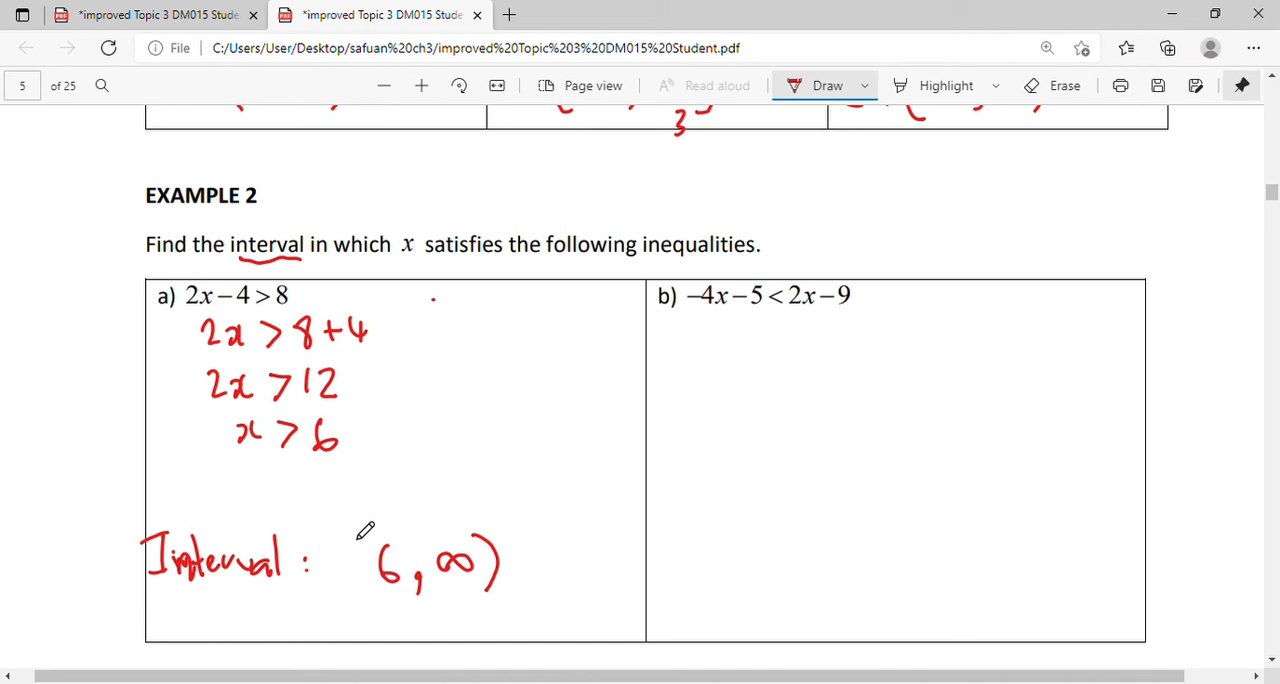 *improved Topic 3 DM015 Stude
*improved Topic 3 DM015 Stude
File
C:/Users/User/Desktop/safuan%20ch3/improved%20Topic%203%20DM015%20Student.pdf
5 of 25
Page view
Read aloud
Draw
Highlight
Erase
3
EXAMPLE 2
Find the interval in which x satisfies the following inequalities.
a) 2x – 4 > 8
2x > 8 + 4
2x > 12
x > 6
Interval : 6, ∞)
b) –4x – 5 < 2x – 9